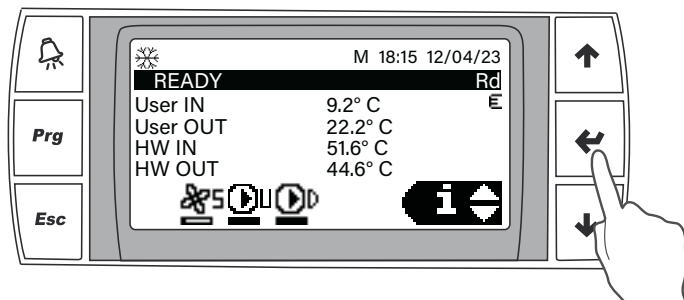 M 18:15 12/04/23
READY Rd
User IN 9.2° C E
User OUT 22.2° C
HW IN 51.6° C
HW OUT 44.6° C
S U D i
Prg
Esc